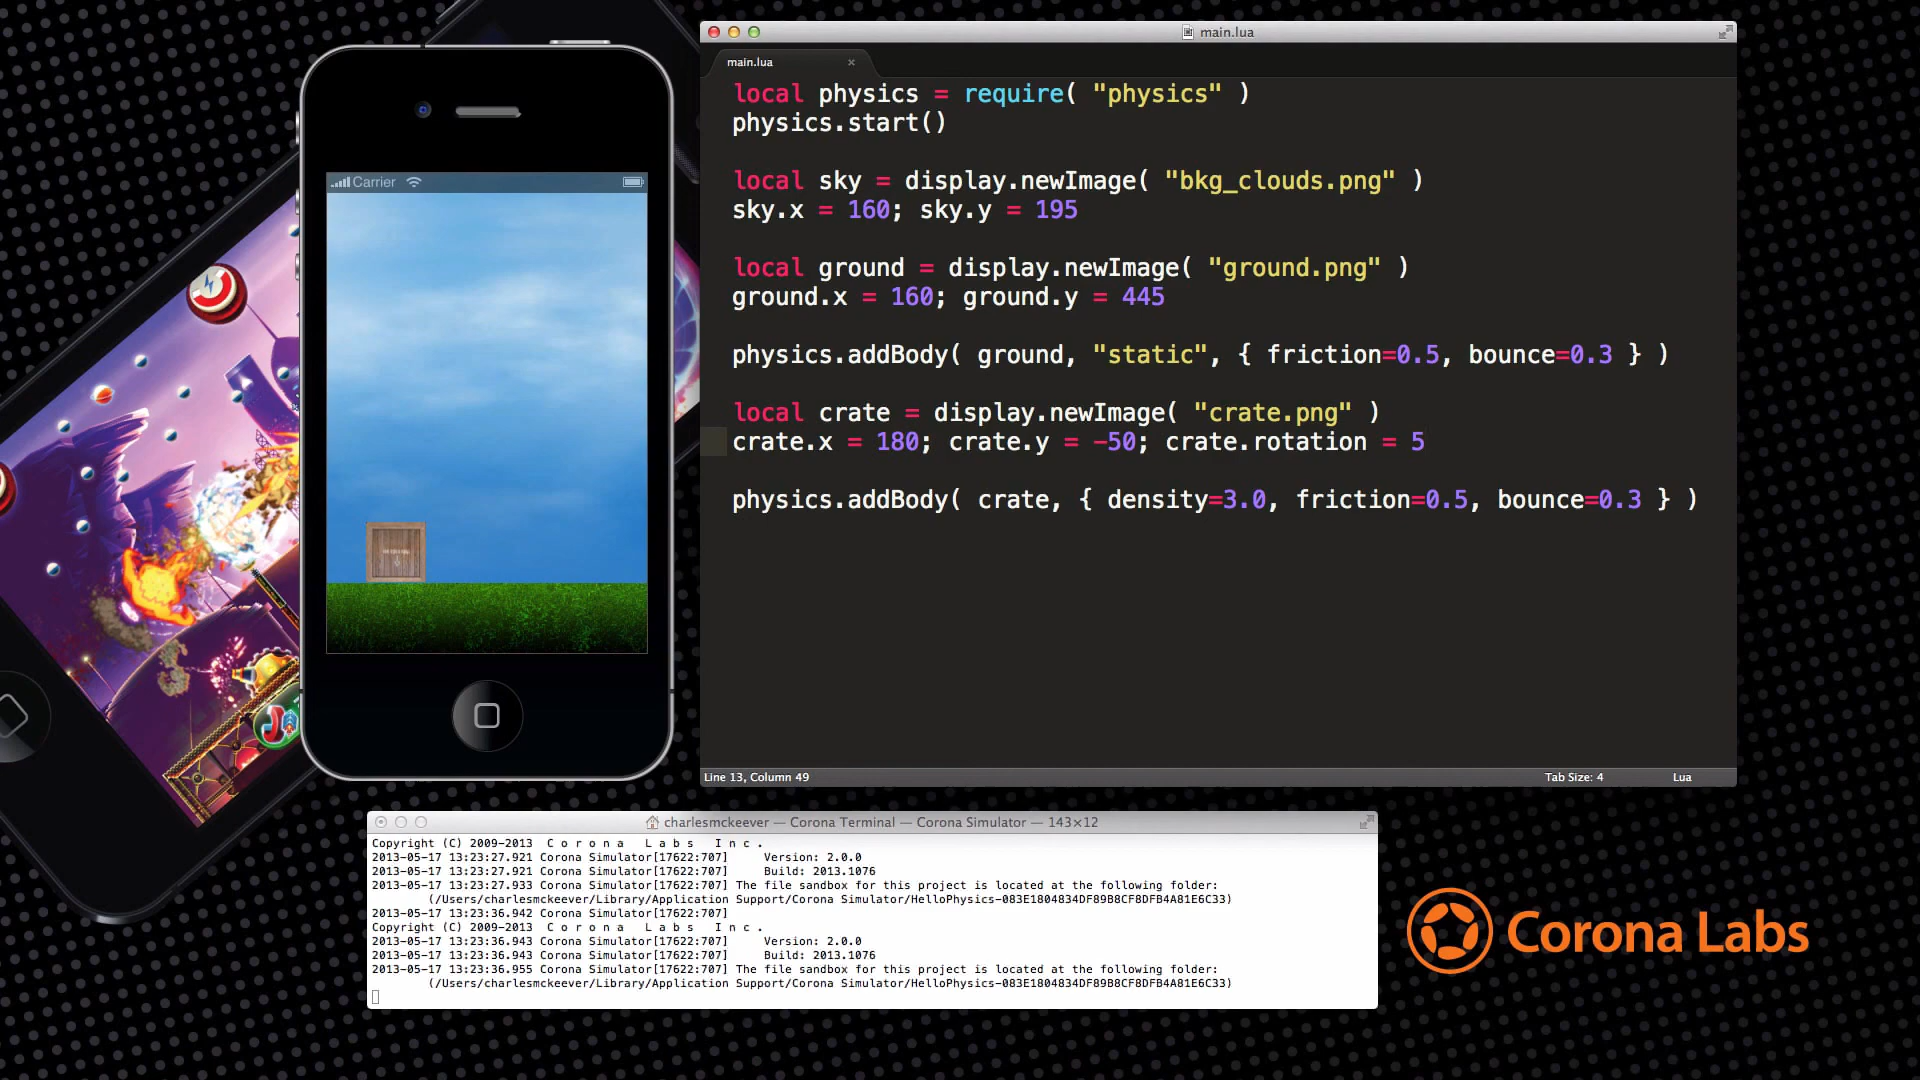 main.lua
main.lua
local physics = require( "physics" )
physics.start()
local sky = display.newImage( "bkg_clouds.png" )
sky.x = 160; sky.y = 195
local ground = display.newImage( "ground.png" )
ground.x = 160; ground.y = 445
physics.addBody( ground, "static", { friction=0.5, bounce=0.3 } )
local crate = display.newImage( "crate.png" )
crate.x = 180; crate.y = -50; crate.rotation = 5
physics.addBody( crate, { density=3.0, friction=0.5, bounce=0.3 } )
Line 13, Column 49
Tab Size: 4
Lua
Carrier
charlesmckeever — Corona Terminal — Corona Simulator — 143×12
Copyright (C) 2009-2013  C o r o n a   L a b s   I n c .
2013-05-17 13:23:27.921 Corona Simulator[17622:707]     Version: 2.0.0
2013-05-17 13:23:27.921 Corona Simulator[17622:707]     Build: 2013.1076
2013-05-17 13:23:27.933 Corona Simulator[17622:707] The file sandbox for this project is located at the following folder:
(/Users/charlesmckeever/Library/Application Support/Corona Simulator/HelloPhysics-083E1804834DF89B8CF8DFB4A81E6C33)
2013-05-17 13:23:36.942 Corona Simulator[17622:707]
Copyright (C) 2009-2013  C o r o n a   L a b s   I n c .
2013-05-17 13:23:36.943 Corona Simulator[17622:707]     Version: 2.0.0
2013-05-17 13:23:36.943 Corona Simulator[17622:707]     Build: 2013.1076
2013-05-17 13:23:36.955 Corona Simulator[17622:707] The file sandbox for this project is located at the following folder:
(/Users/charlesmckeever/Library/Application Support/Corona Simulator/HelloPhysics-083E1804834DF89B8CF8DFB4A81E6C33)
Corona Labs